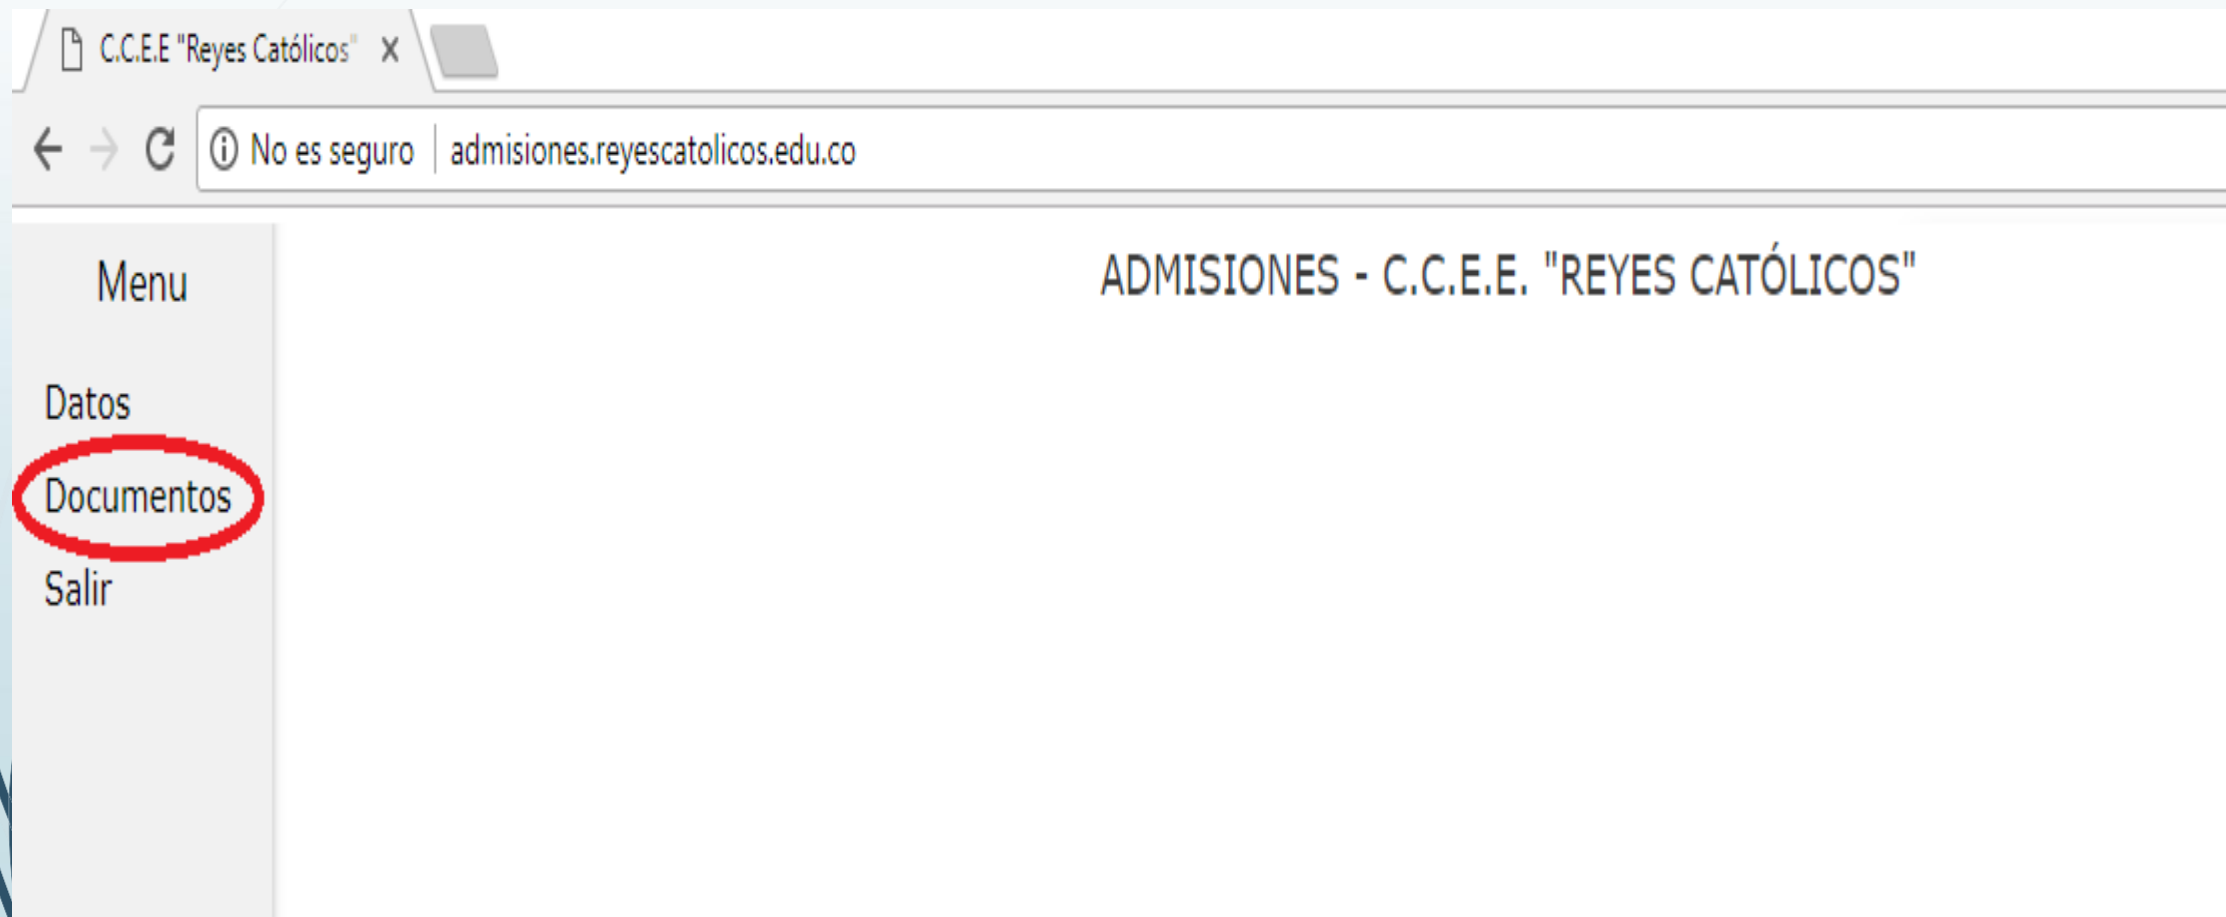 C.C.E.E "Reyes Católicos"
No es seguro admisiones.reyescatolicos.edu.co
Menu
ADMISIONES - C.C.E.E. "REYES CATÓLICOS"
Datos
Documentos
Salir